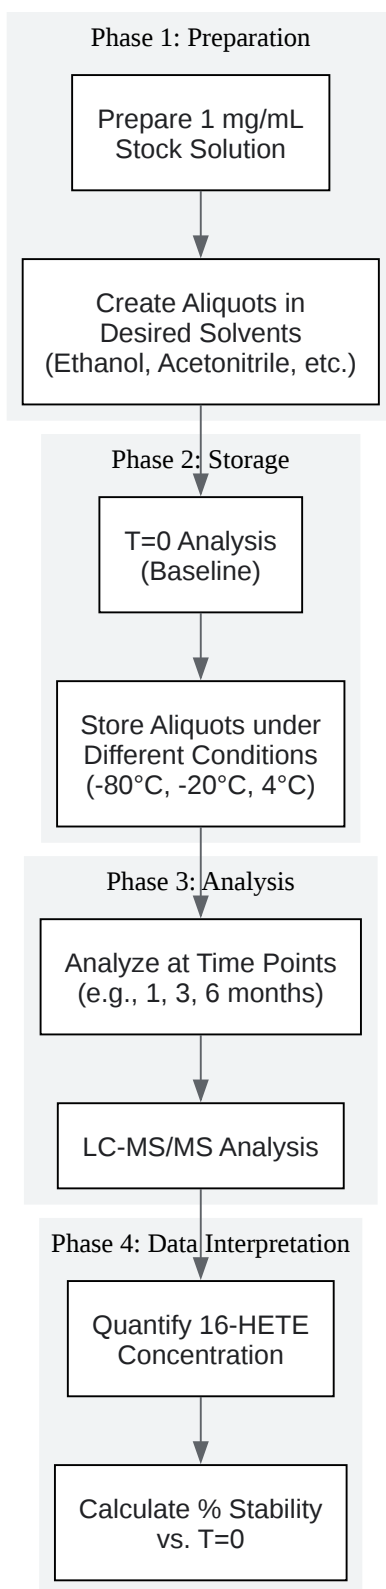 Phase 1: Preparation
Prepare 1 mg/mL
Stock Solution
Create Aliquots in
Desired Solvents
(Ethanol, Acetonitrile, etc.)
Phase 2: Storage
T=0 Analysis
(Baseline)
Store Aliquots under
Different Conditions
(-80°C, -20°C, 4°C)
Phase 3: Analysis
Analyze at Time Points
(e.g., 1, 3, 6 months)
LC-MS/MS Analysis
Phase 4: Data Interpretation
Quantify 16-HETE
Concentration
Calculate % Stability
vs. T=0